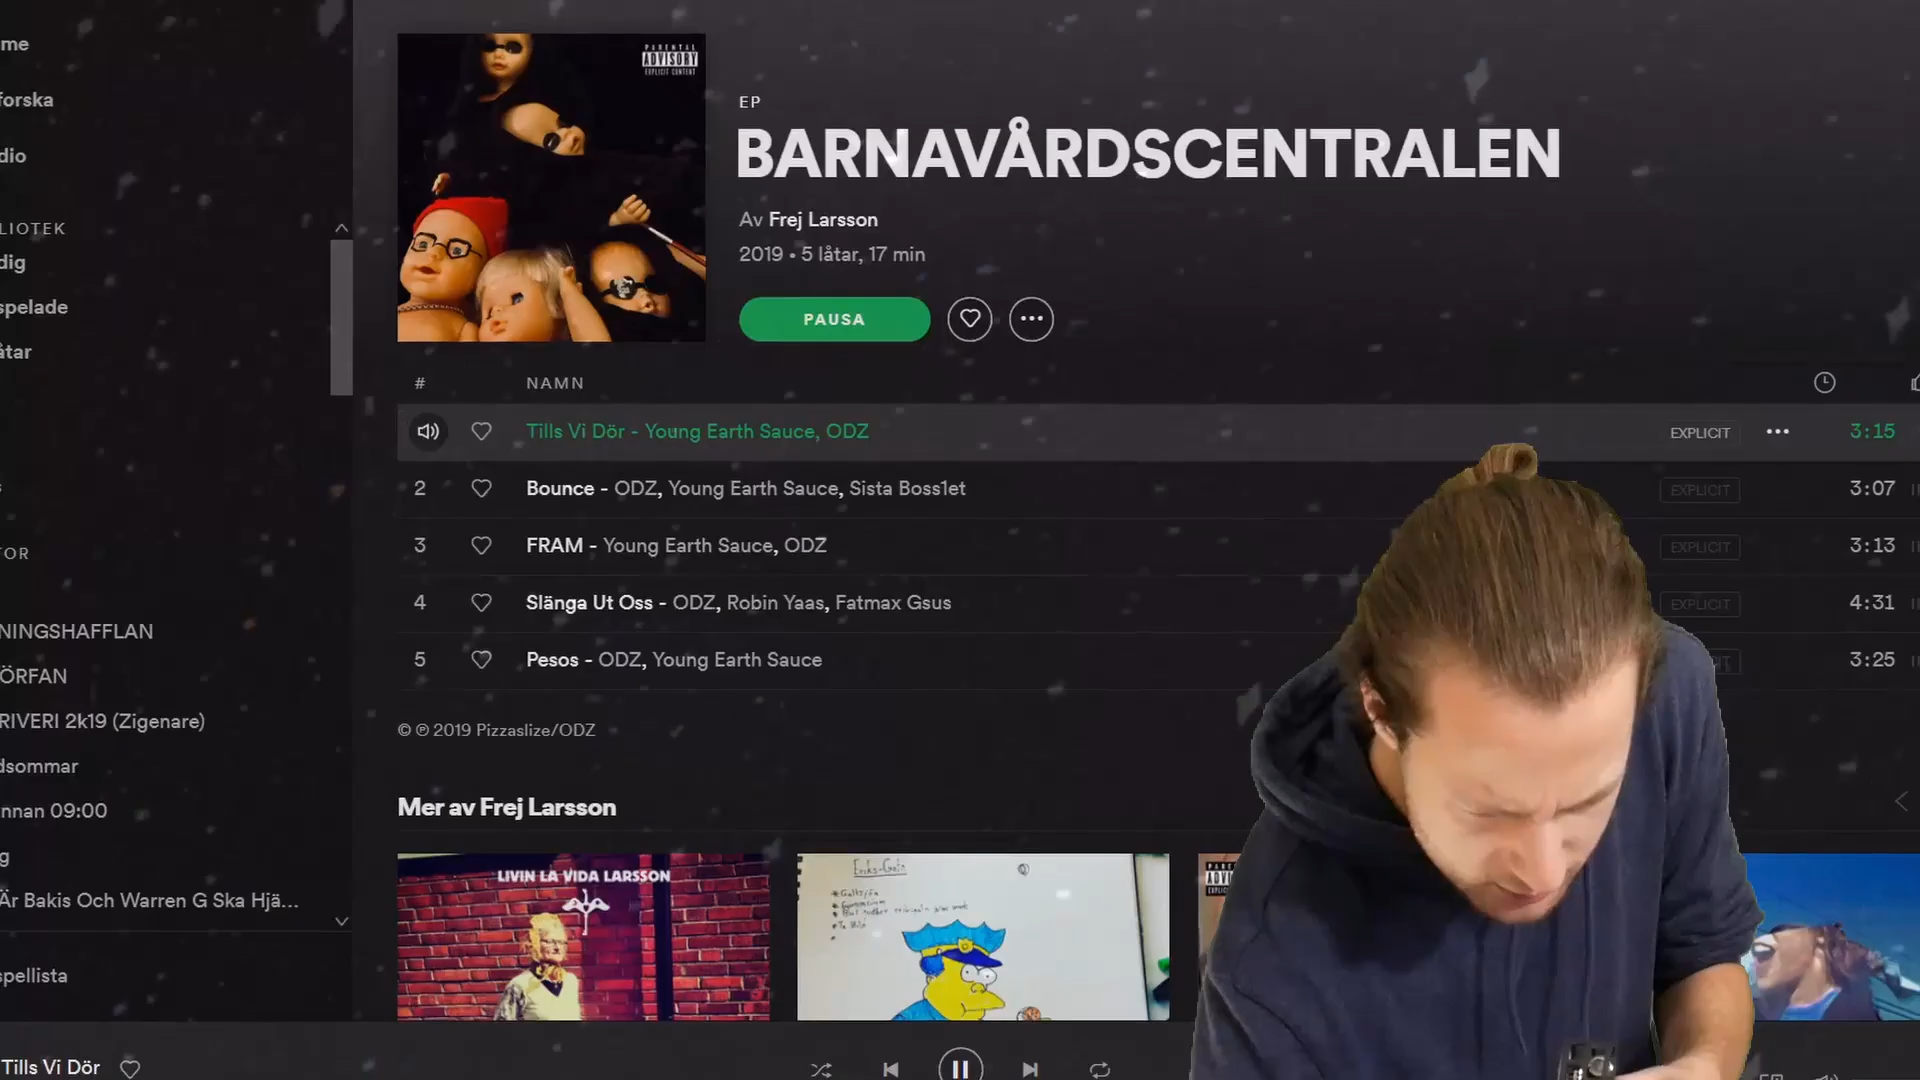 me
forska
dio
LIOTEK
dig
spelade
åtar
TOR
NINGSHAFFLAN
ÖRFAN
RIVERI 2k19 (Zigenare)
dsommar
nnan 09:00
g
Är Bakis Och Warren G Ska Hjä...
spellista
Tills Vi Dör
PARENTAL
ADVISORY
EXPLICIT CONTENT
EP
BARNAVÅRDSCENTRALEN
Av Frej Larsson
2019 • 5 låtar, 17 min
PAUSA
# NAMN
Tills Vi Dör - Young Earth Sauce, ODZ EXPLICIT 3:15
2 Bounce - ODZ, Young Earth Sauce, Sista Boss1et EXPLICIT 3:07
3 FRAM - Young Earth Sauce, ODZ EXPLICIT 3:13
4 Slänga Ut Oss - ODZ, Robin Yaas, Fatmax Gsus EXPLICIT 4:31
5 Pesos - ODZ, Young Earth Sauce 3:25
© ℗ 2019 Pizzaslize/ODZ
Mer av Frej Larsson
LIVIN LA VIDA LARSSON